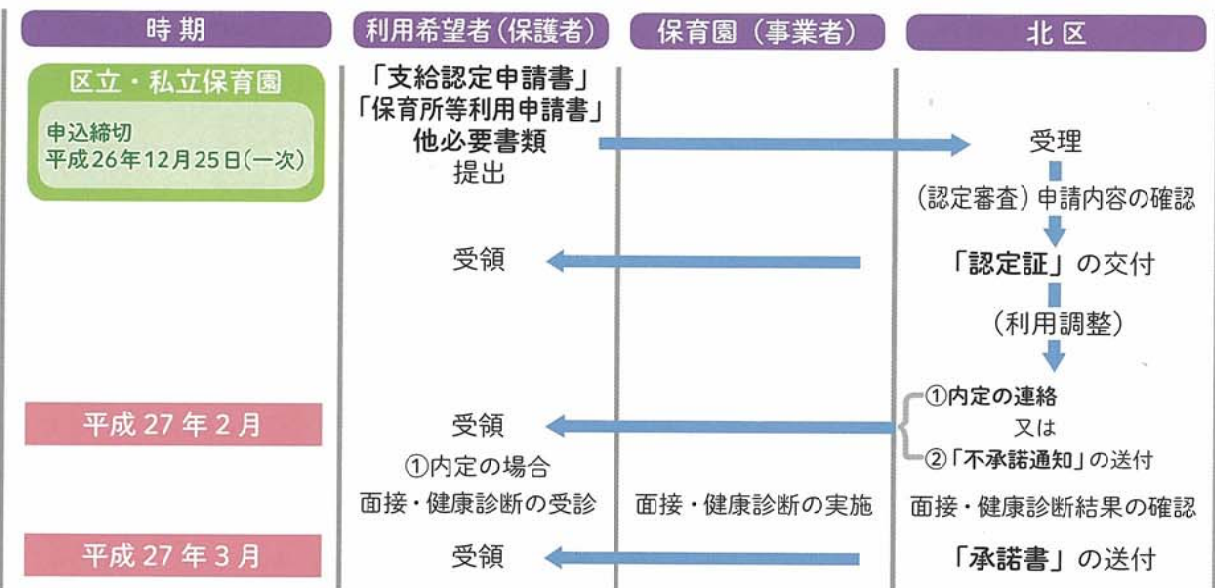 時期
利用希望者(保護者)
保育園（事業者）
北区
区立・私立保育園
申込締切
平成26年12月25日(一次)
「支給認定申請書」
「保育所等利用申請書」
他必要書類
提出
受理
(認定審査)申請内容の確認
受領
「認定証」の交付
(利用調整)
平成27年2月
受領
①内定の連絡
又は
②「不承諾通知」の送付
①内定の場合
面接・健康診断の受診
面接・健康診断の実施
面接・健康診断結果の確認
平成27年3月
受領
「承諾書」の送付